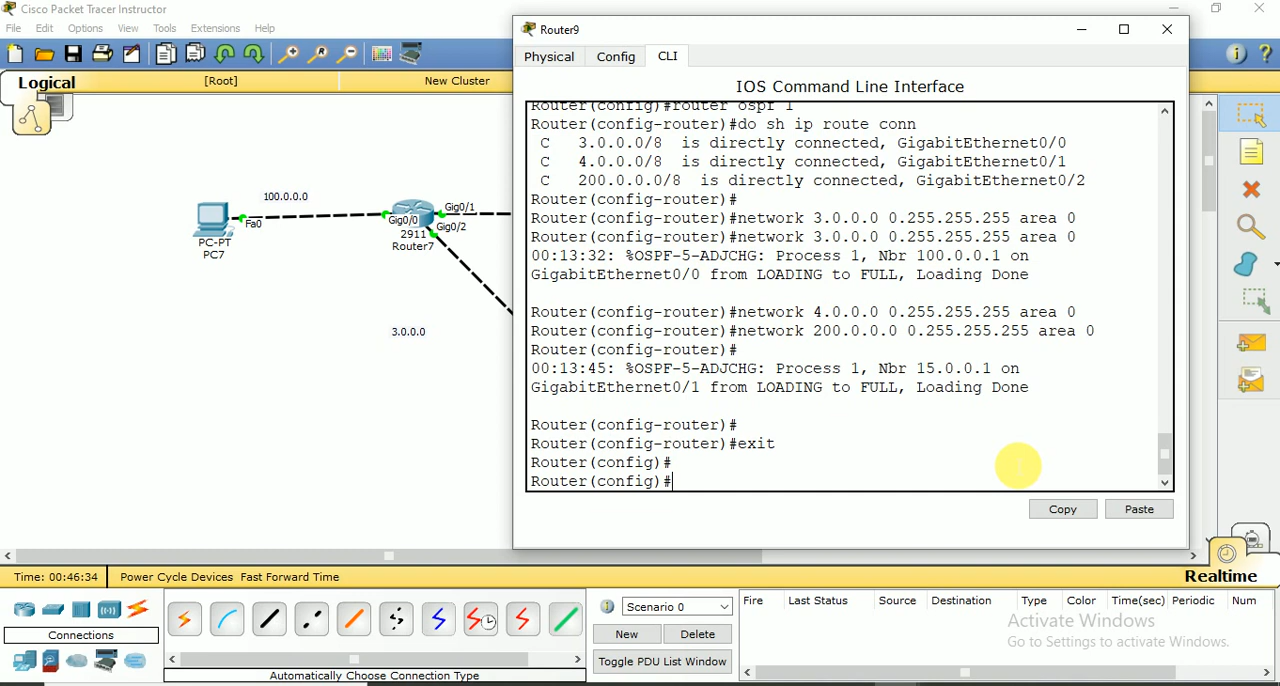 Cisco Packet Tracer Instructor
File Edit Options View Tools Extensions Help
Logical
[Root]
New Cluster
100.0.0.0
Fa0
PC-PT
PC7
Gig0/1
Gig0/0
Gig0/2
2911
Router7
3.0.0.0
Router9
Physical Config CLI
IOS Command Line Interface
Router(config)#router ospf 1
Router(config-router)#do sh ip route conn
C 3.0.0.0/8 is directly connected, GigabitEthernet0/0
C 4.0.0.0/8 is directly connected, GigabitEthernet0/1
C 200.0.0.0/8 is directly connected, GigabitEthernet0/2
Router(config-router)#
Router(config-router)#network 3.0.0.0 0.255.255.255 area 0
Router(config-router)#network 3.0.0.0 0.255.255.255 area 0
00:13:32: %OSPF-5-ADJCHG: Process 1, Nbr 100.0.0.1 on
GigabitEthernet0/0 from LOADING to FULL, Loading Done
Router(config-router)#network 4.0.0.0 0.255.255.255 area 0
Router(config-router)#network 200.0.0.0 0.255.255.255 area 0
Router(config-router)#
00:13:45: %OSPF-5-ADJCHG: Process 1, Nbr 15.0.0.1 on
GigabitEthernet0/1 from LOADING to FULL, Loading Done
Router(config-router)#
Router(config-router)#exit
Router(config)#
Router(config)#
Copy Paste
Time: 00:46:34 Power Cycle Devices Fast Forward Time
Realtime
Connections
Automatically Choose Connection Type
Scenario 0
New Delete
Toggle PDU List Window
Fire Last Status Source Destination Type Color Time(sec) Periodic Num
Activate Windows
Go to Settings to activate Windows.